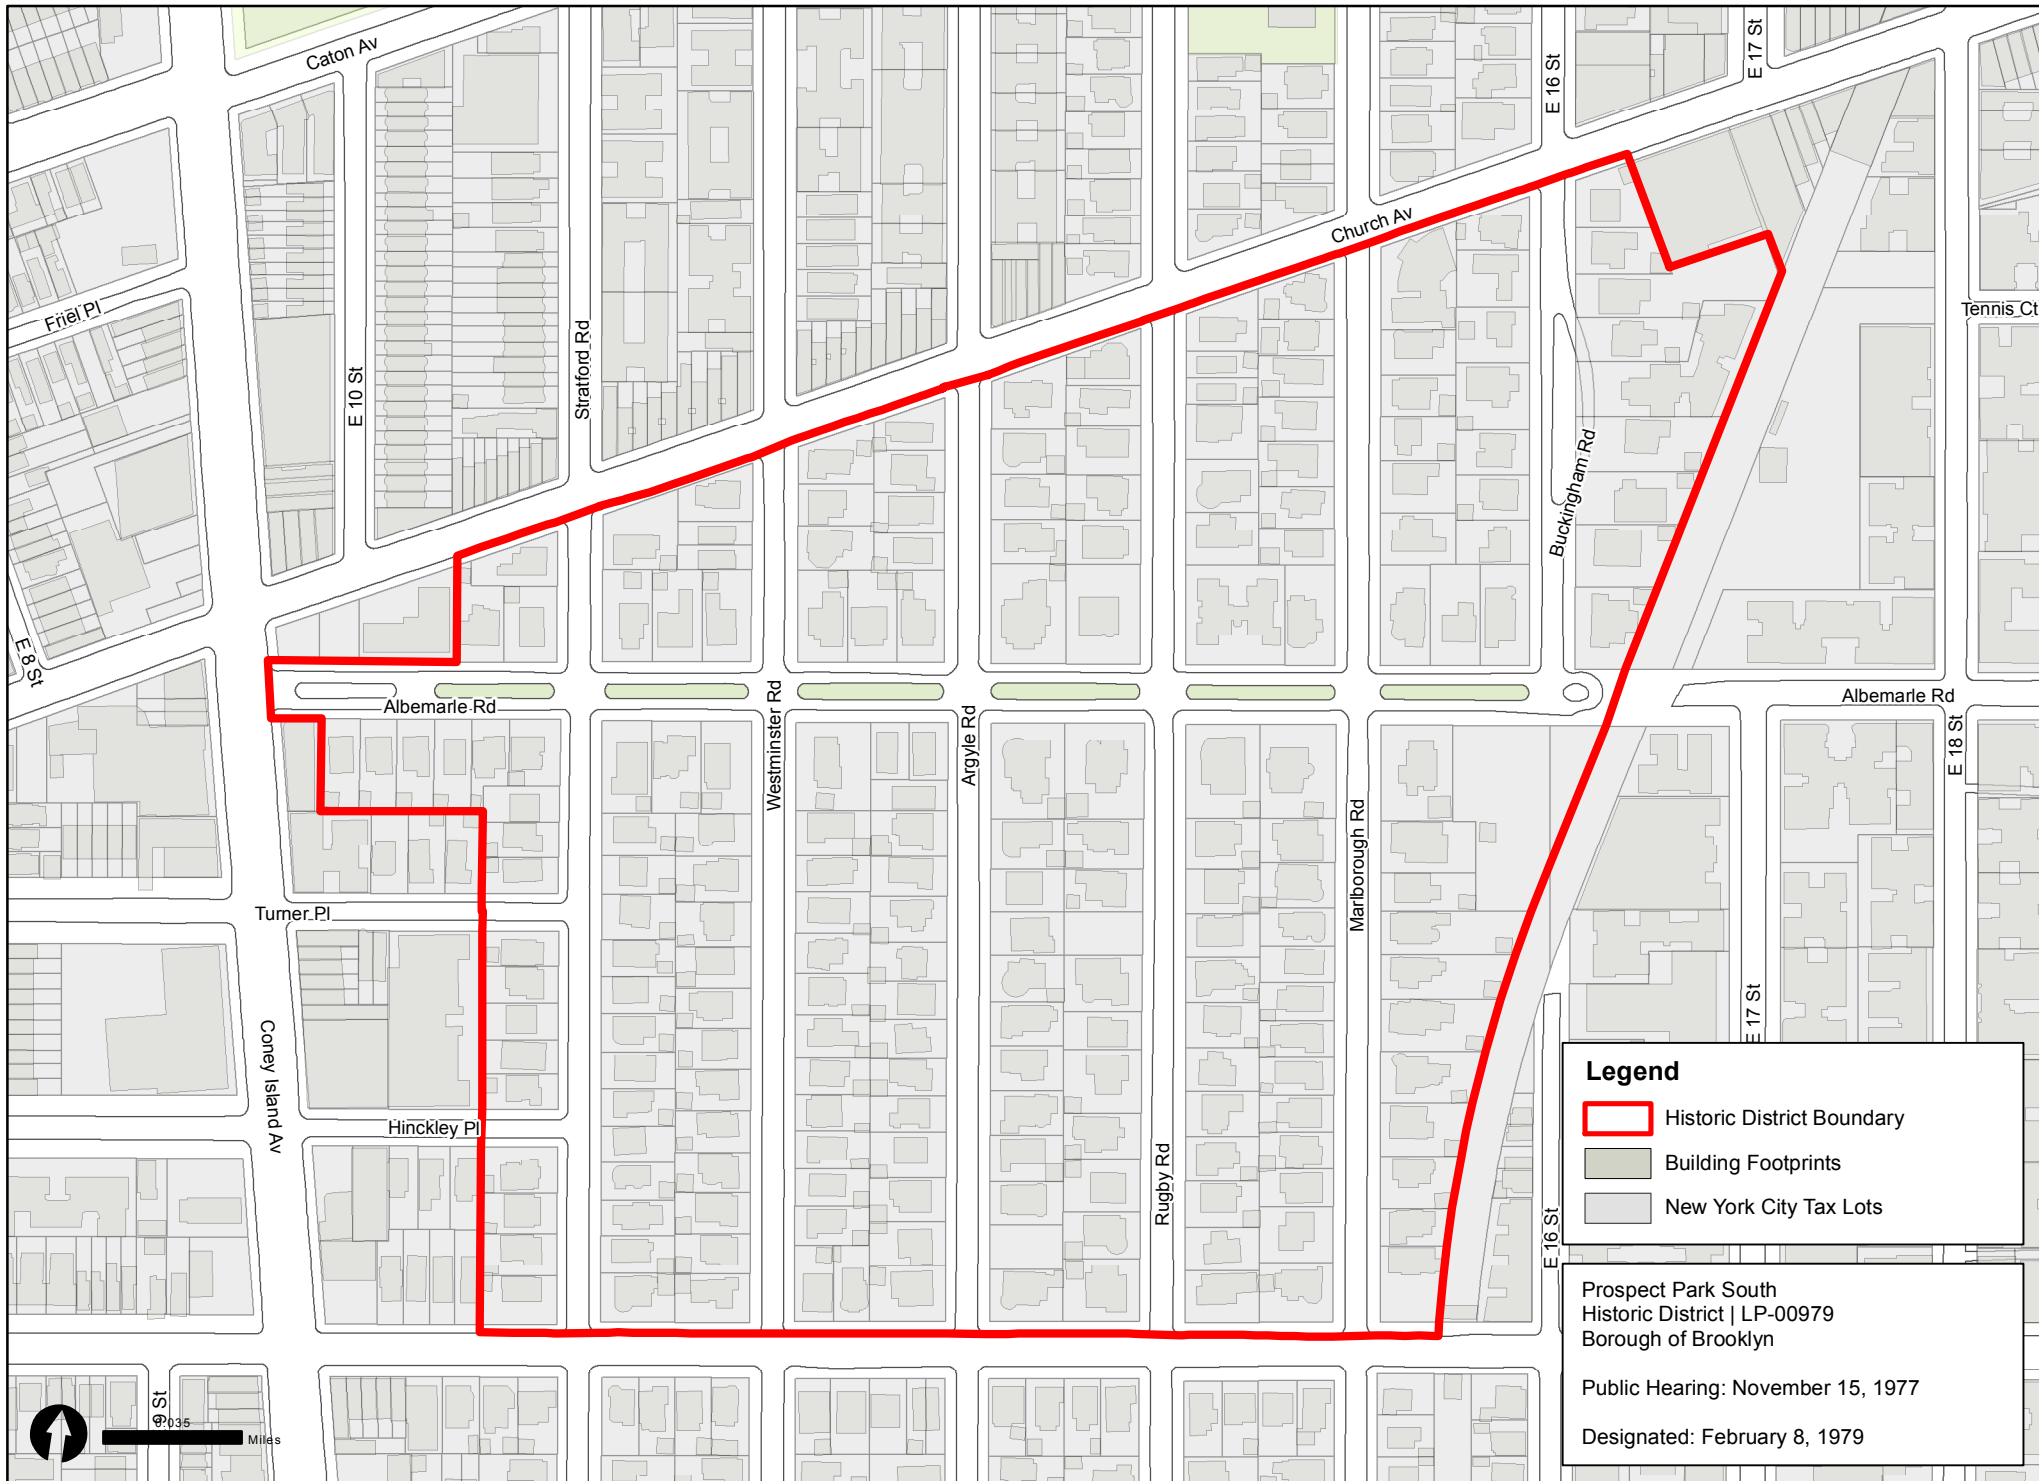 Caton Av
E 16 St
E 17 St
Church Av
Friel Pl
Tennis Ct
Stratford Rd
E 10 St
Buckingham Rd
E 8 St
Albemarle Rd
Albemarle Rd
Westminster Rd
Argyle Rd
E 18 St
Marlborough Rd
Turner Pl
E 17 St
Coney Island Av
Hinckley Pl
Rugby Rd
E 16 St
9 St
0.035
Miles
Legend
Historic District Boundary
Building Footprints
New York City Tax Lots
Prospect Park South
Historic District | LP-00979
Borough of Brooklyn
Public Hearing: November 15, 1977
Designated: February 8, 1979